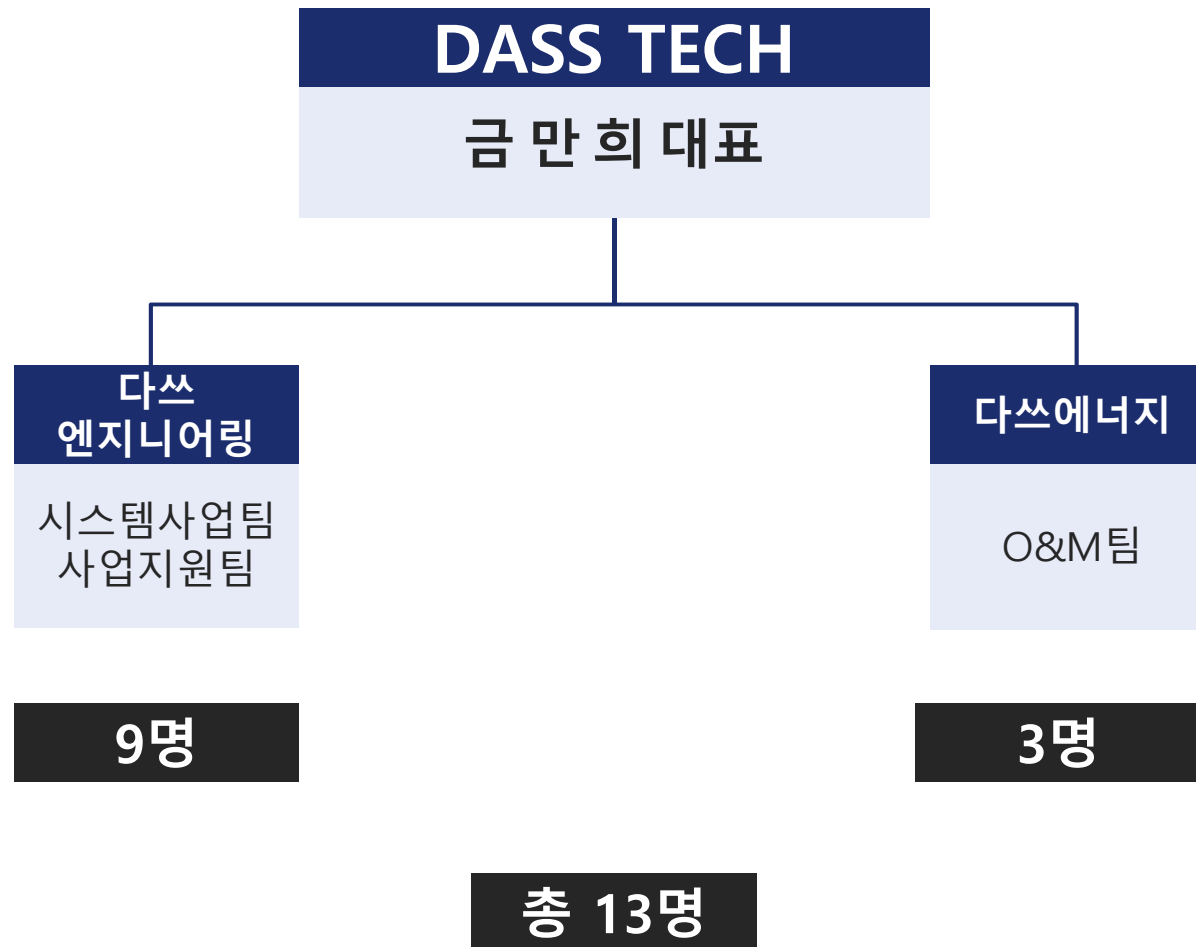 DASS TECH
금 만 희 대표
다쓰
엔지니어링
시스템사업팀
사업지원팀
9명
다쓰에너지
O&M팀
3명
총 13명